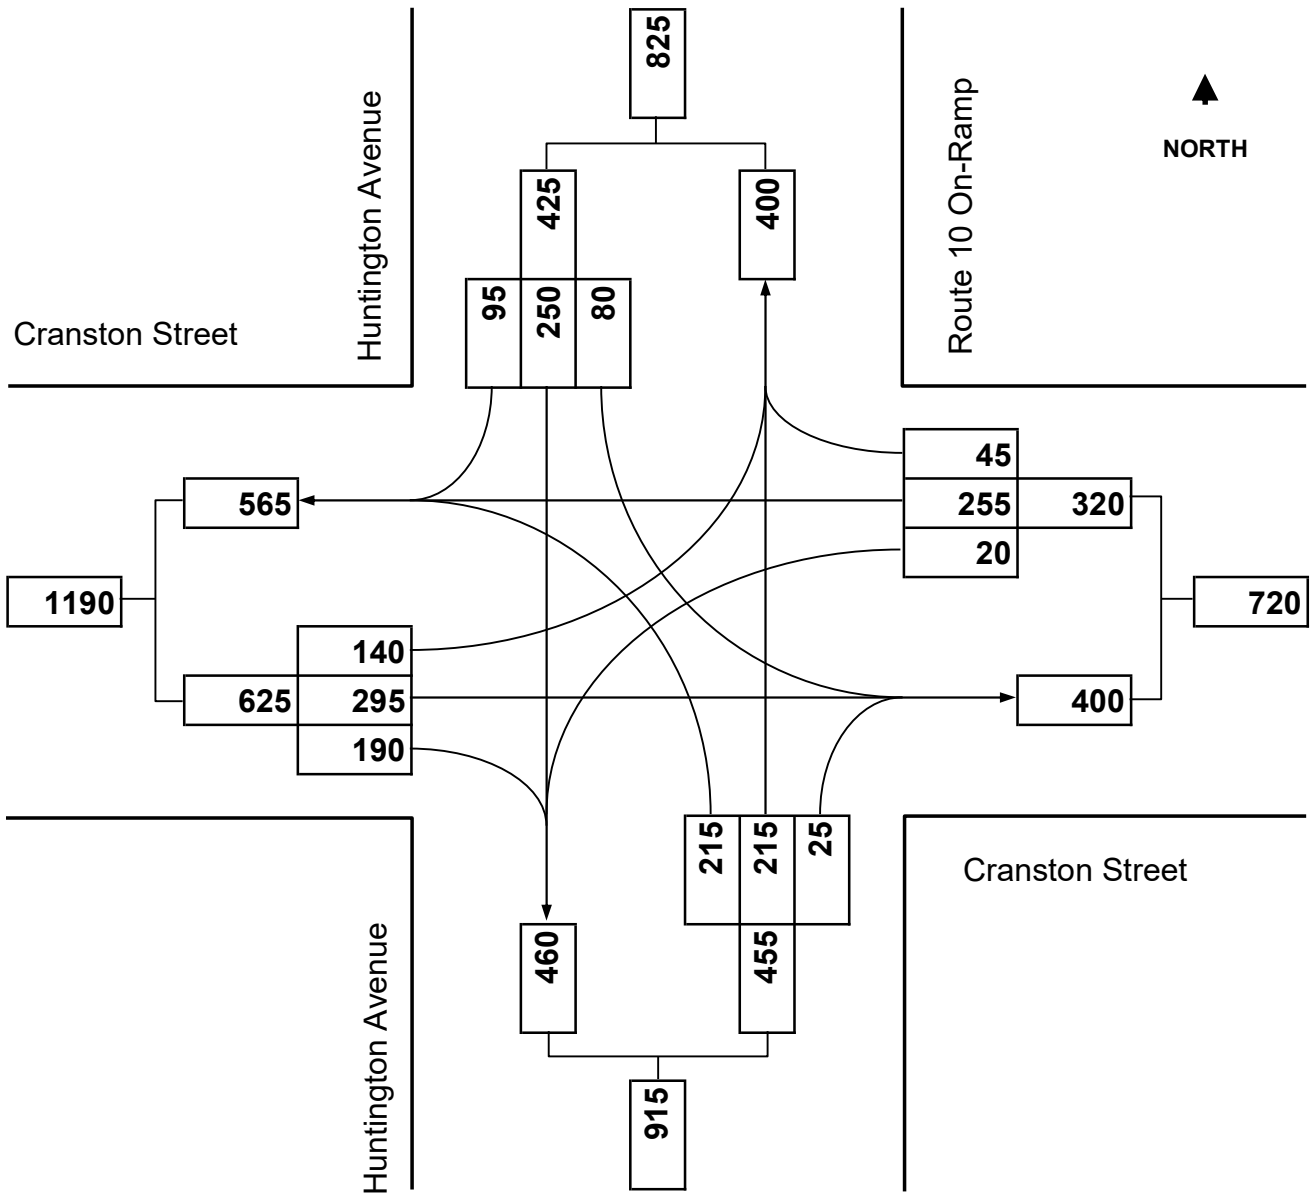 825
Huntington Avenue
Route 10 On-Ramp
NORTH
425
400
95 250 80
Cranston Street
45
565
255 320
20
1190
720
140
625 295
400
190
215 215 25
Cranston Street
460
455
Huntington Avenue
915